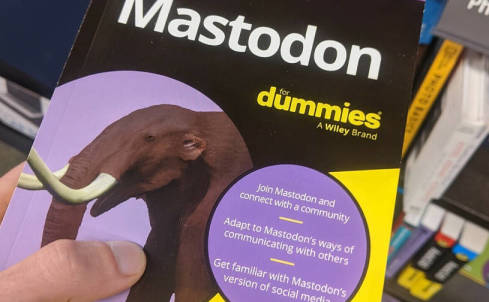 Mastodon
for
dummies
A Wiley Brand
Join Mastodon and
connect with a community
Adapt to Mastodon's ways of
communicating with others
Get familiar with Mastodon's
version of social media
PHOTO